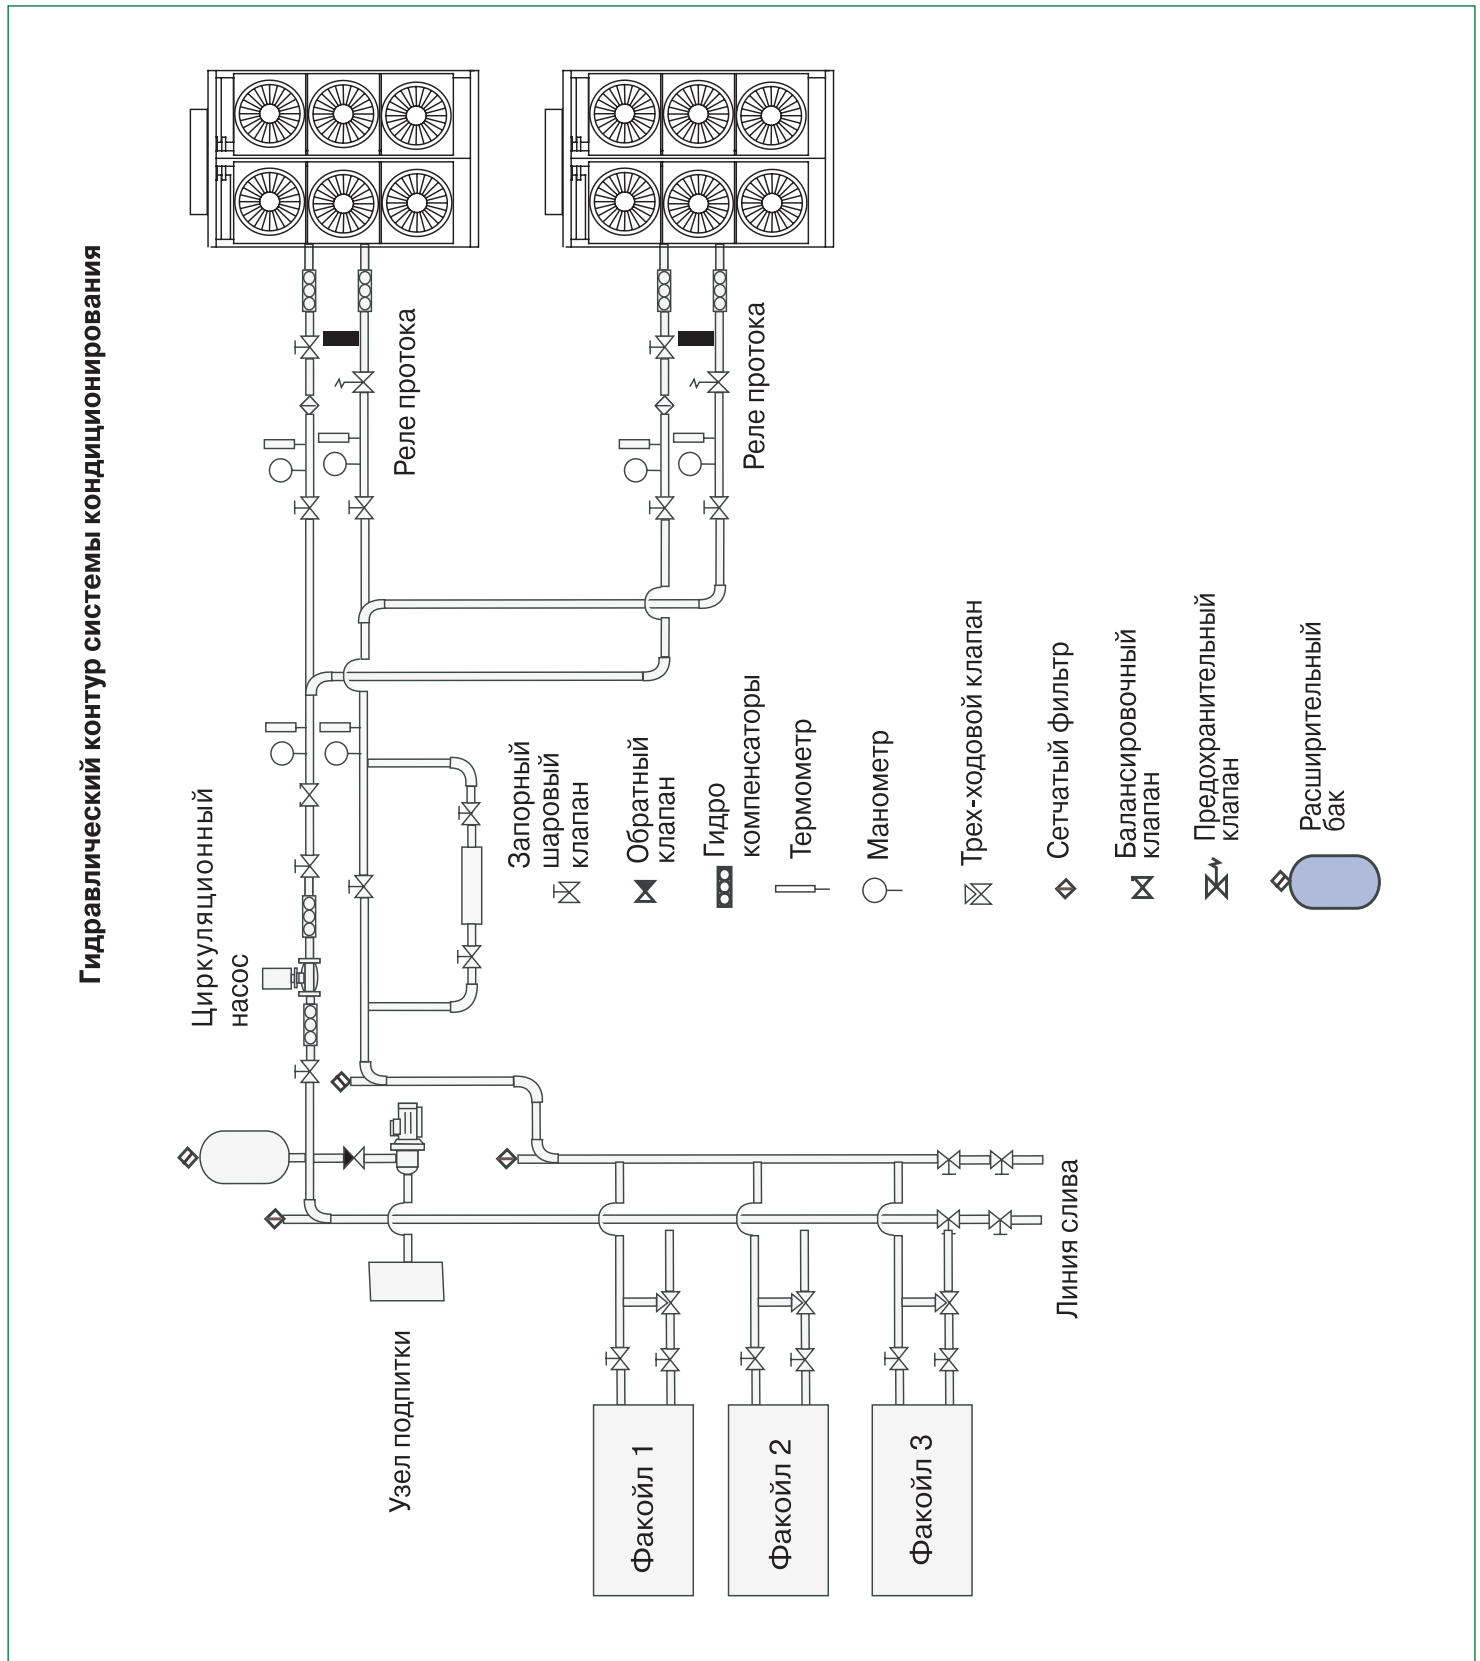 Гидравлический контур системы кондиционирования
Циркуляционный
насос
Реле протока
Реле протока
Узел подпитки
Факойл 1
Факойл 2
Факойл 3
Линия слива
Запорный
шаровый
клапан
Обратный
клапан
Гидро
компенсаторы
Термометр
Манометр
Трех-ходовой клапан
Сетчатый фильтр
Балансировочный
клапан
Предохранительный
клапан
Расширительный
бак